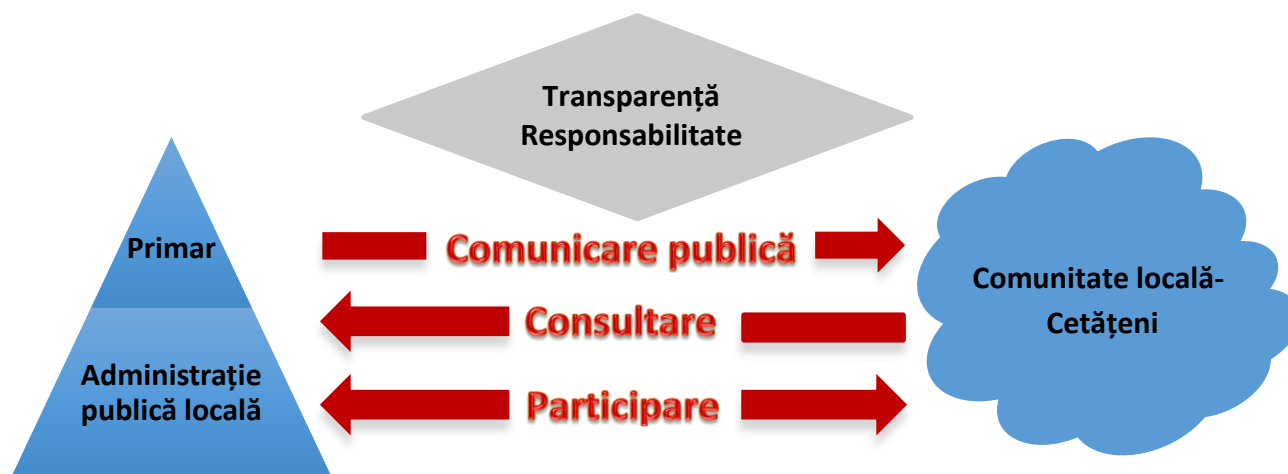 Transparență
Responsabilitate
Primar
Comunicare publică
Comunitate locală-
Cetățeni
Consultare
Administrație
publică locală
Participare